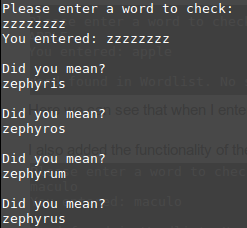 Please enter a word to check:
zzzzzzzz
You entered: zzzzzzzz
Did you mean?
zephyris
Did you mean?
zephyros
Did you mean?
zephyrum
Did you mean?
zephyrus